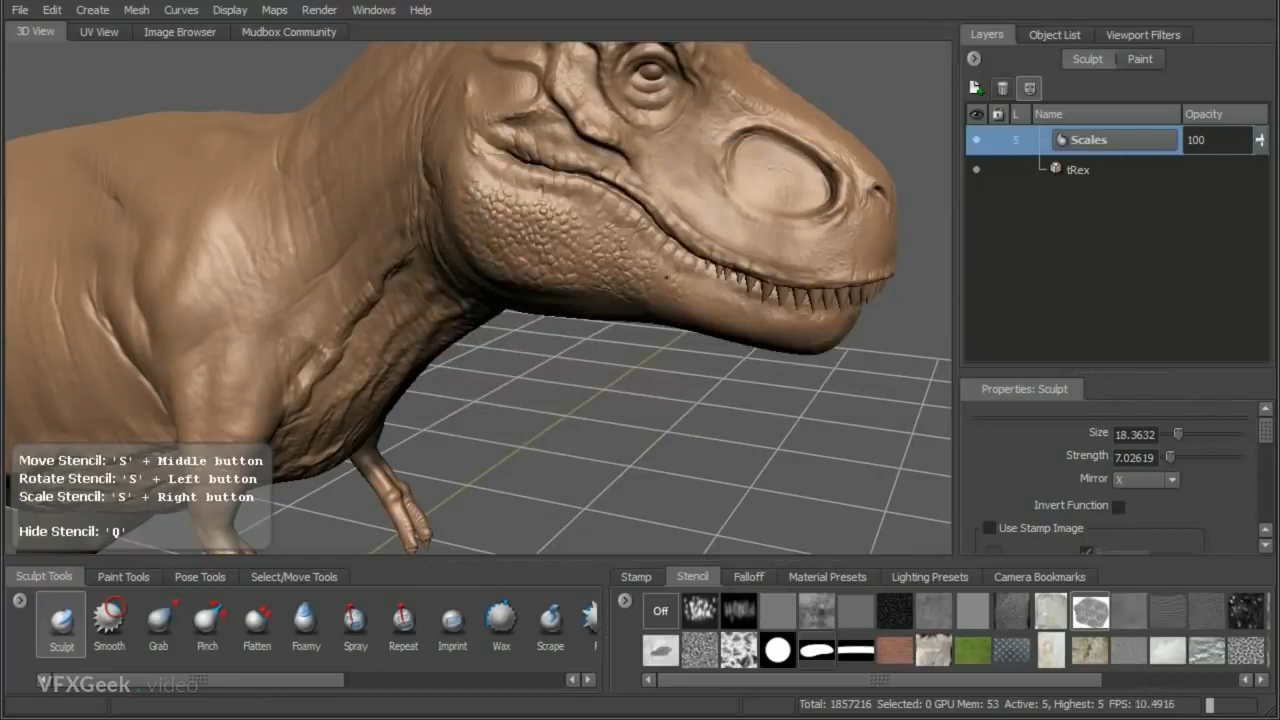 File Edit Create Mesh Curves Display Maps Render Windows Help
3D View UV View Image Browser Mudbox Community
Layers Object List Viewport Filters
Sculpt Paint
L Name Opacity
S Scales 100
tRex
Properties: Sculpt
Size 18.3632
Strength 7.02619
Mirror X
Invert Function
Use Stamp Image
Move Stencil: 'S' + Middle button
Rotate Stencil: 'S' + Left button
Scale Stencil: 'S' + Right button
Hide Stencil: 'Q'
Sculpt Tools Paint Tools Pose Tools Select/Move Tools
Stamp Stencil Falloff Material Presets Lighting Presets Camera Bookmarks
Off
Sculpt Smooth Grab Pinch Flatten Foamy Spray Repeat Imprint Wax Scrape
VFXGeek.video
Total: 1857216 Selected: 0 GPU Mem: 53 Active: 5, Highest: 5 FPS: 10.4916